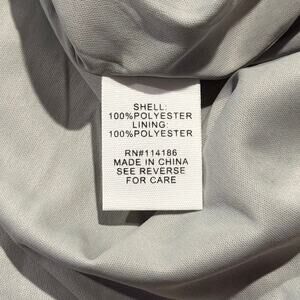 SHELL:
100%POLYESTER
LINING:
100%POLYESTER
RN#114186
MADE IN CHINA
SEE REVERSE
FOR CARE